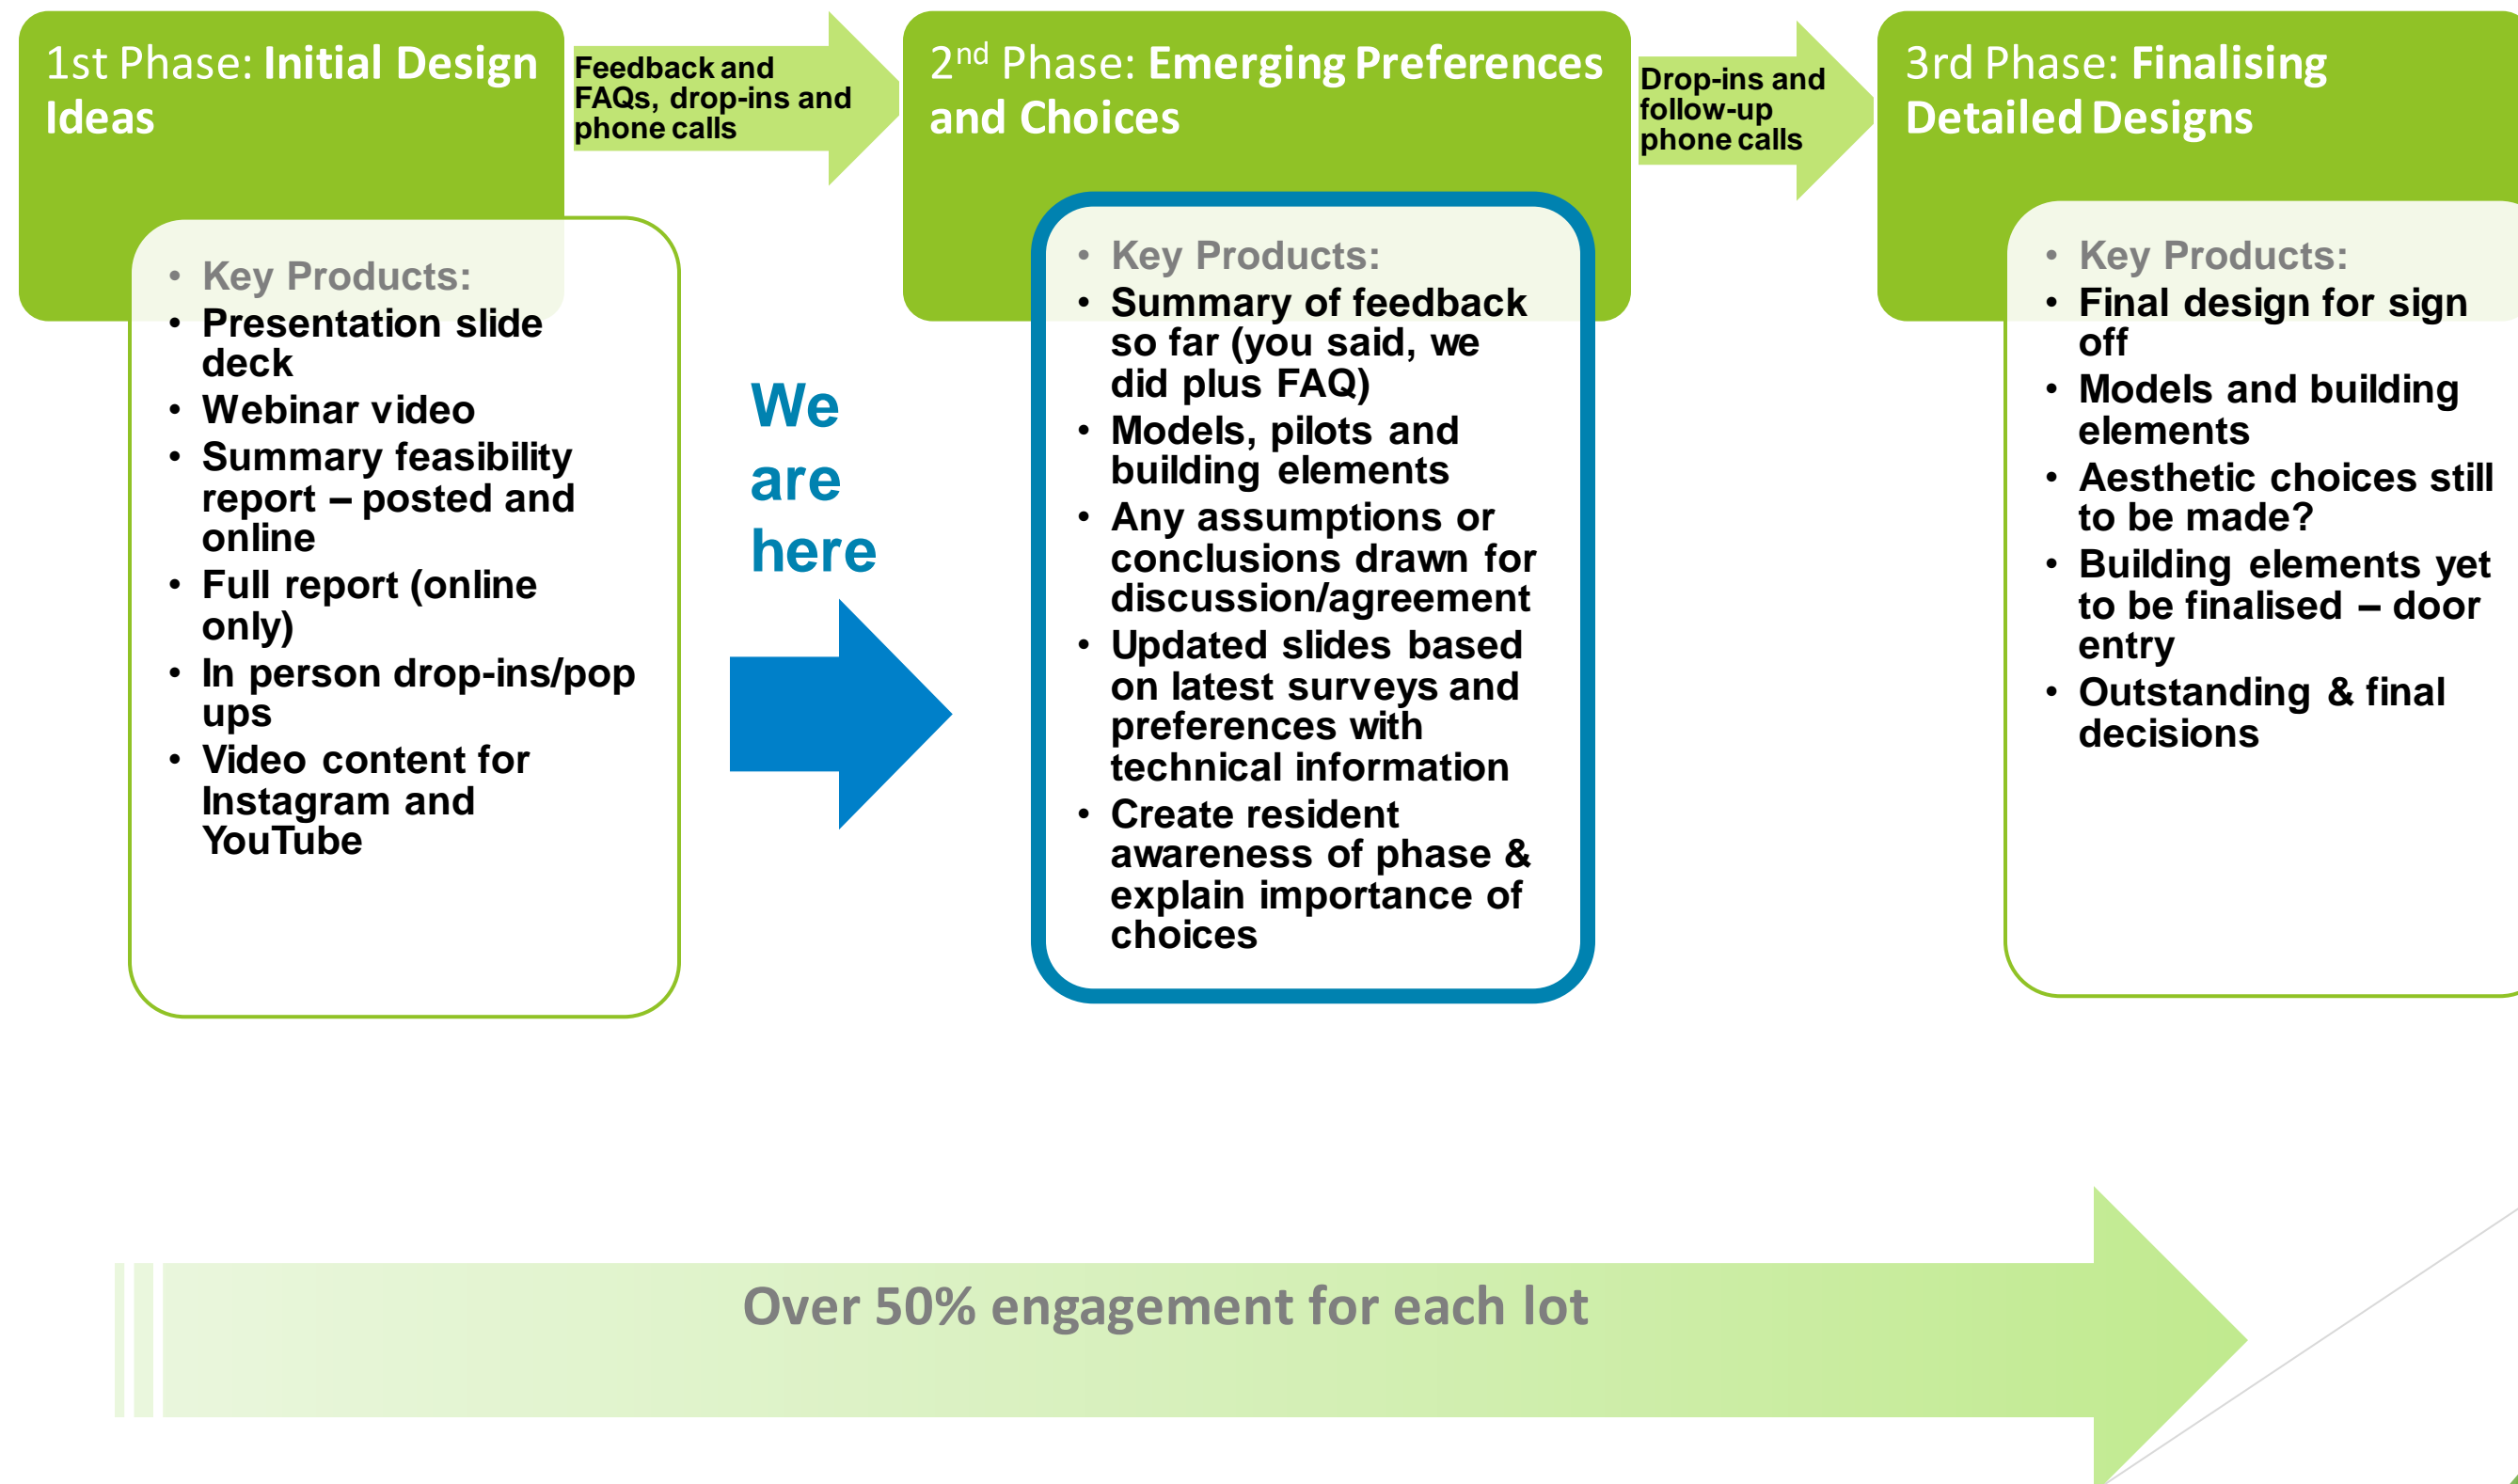 1st Phase: Initial Design
Ideas
• Key Products:
• Presentation slide
deck
• Webinar video
• Summary feasibility
report – posted and
online
• Full report (online
only)
• In person drop-ins/pop
ups
• Video content for
Instagram and
YouTube
Feedback and
FAQs, drop-ins and
phone calls
We
are
here
2nd Phase: Emerging Preferences
and Choices
• Key Products:
• Summary of feedback
so far (you said, we
did plus FAQ)
• Models, pilots and
building elements
• Any assumptions or
conclusions drawn for
discussion/agreement
• Updated slides based
on latest surveys and
preferences with
technical information
• Create resident
awareness of phase &
explain importance of
choices
Drop-ins and
follow-up
phone calls
3rd Phase: Finalising
Detailed Designs
• Key Products:
• Final design for sign
off
• Models and building
elements
• Aesthetic choices still
to be made?
• Building elements yet
to be finalised – door
entry
• Outstanding & final
decisions
Over 50% engagement for each lot